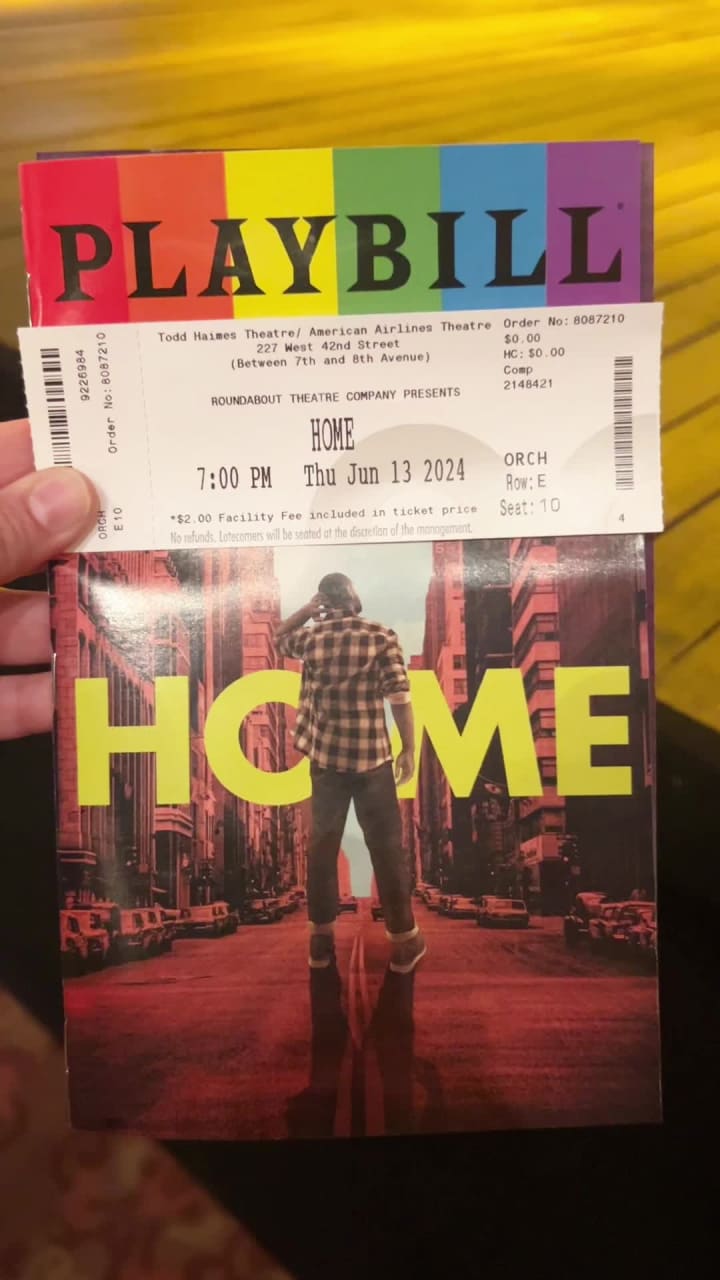 PLAYBILL
Todd Haimes Theatre/ American Airlines Theatre
227 West 42nd Street
(Between 7th and 8th Avenue)
ROUNDABOUT THEATRE COMPANY PRESENTS
HOME
7:00 PM Thu Jun 13 2024
*$2.00 Facility Fee included in ticket price
No refunds. Latecomers will be seated at the discretion of the management.
Order No: 8087210
$0.00
HC: $0.00
Comp
2148421
ORCH
Row: E
Seat: 10
4
9226984
Order No: 8087210
ORCH
E 10
HOME